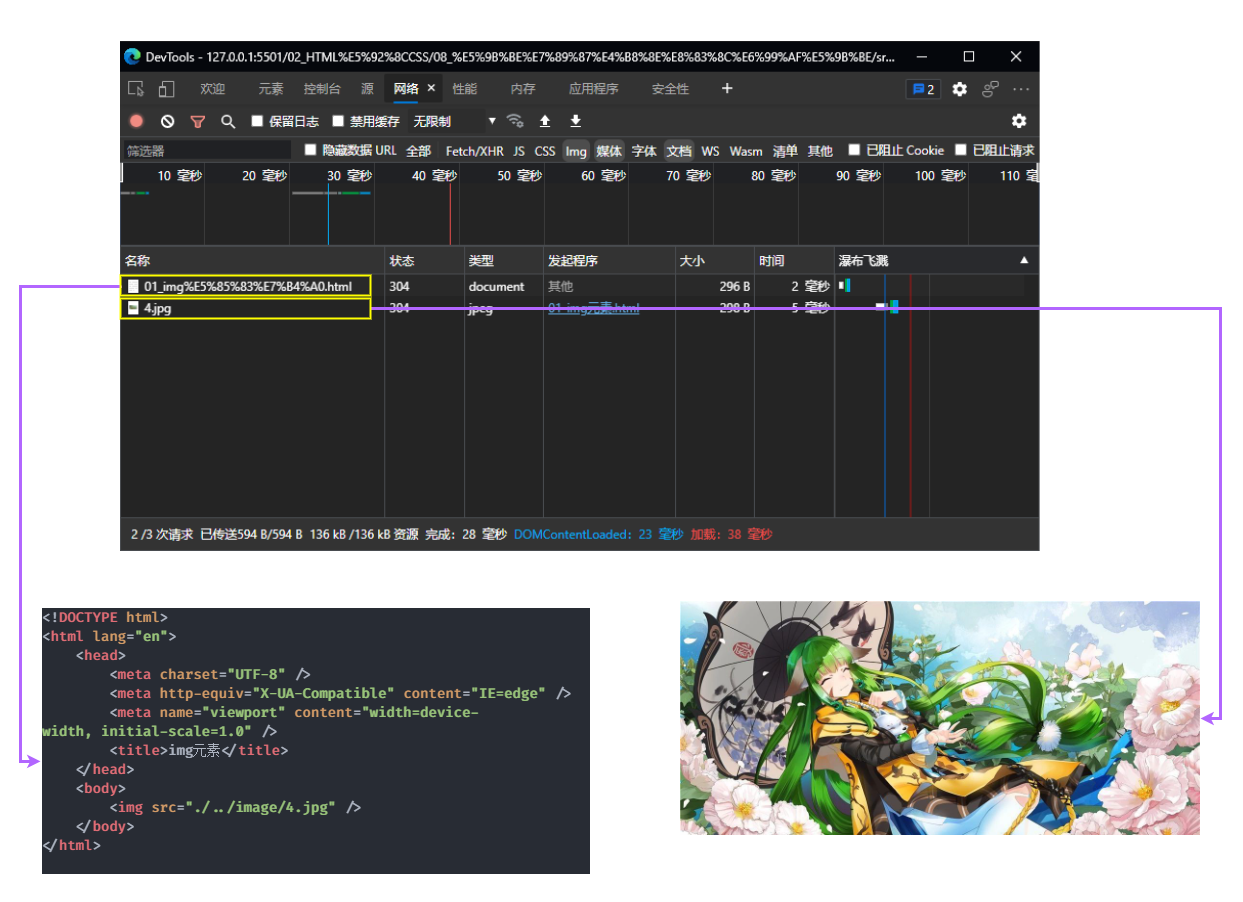 DevTools - 127.0.0.1:5501/02_HTML%E5%92%8CCSS/08_%E5%9B%BE%E7%89%87%E4%B8%8E%E8%83%8C%E6%99%AF%E5%9B%BE/sr...
欢迎 元素 控制台 源 网络 × 性能 内存 应用程序 安全性 + 2 ···
保留日志 禁用缓存 无限制
筛选器 隐藏数据 URL 全部 Fetch/XHR JS CSS Img 媒体 字体 文档 WS Wasm 清单 其他 已阻止 Cookie 已阻止请求
10 毫秒 20 毫秒 30 毫秒 40 毫秒 50 毫秒 60 毫秒 70 毫秒 80 毫秒 90 毫秒 100 毫秒 110 毫
名称 状态 类型 发起程序 大小 时间 瀑布飞溅
01_img%E5%85%83%E7%B4%A0.html 304 document 其他 296 B 2 毫秒
4.jpg 304 jpeg 01_img元素.html 298 B 5 毫秒
2 /3 次请求 已传送594 B/594 B 136 kB /136 kB 资源 完成: 28 毫秒 DOMContentLoaded: 23 毫秒 加载: 38 毫秒
<!DOCTYPE html>
<html lang="en">
<head>
<meta charset="UTF-8" />
<meta http-equiv="X-UA-Compatible" content="IE=edge" />
<meta name="viewport" content="width=device-
width, initial-scale=1.0" />
<title>img元素</title>
</head>
<body>
<img src="./../image/4.jpg" />
</body>
</html>